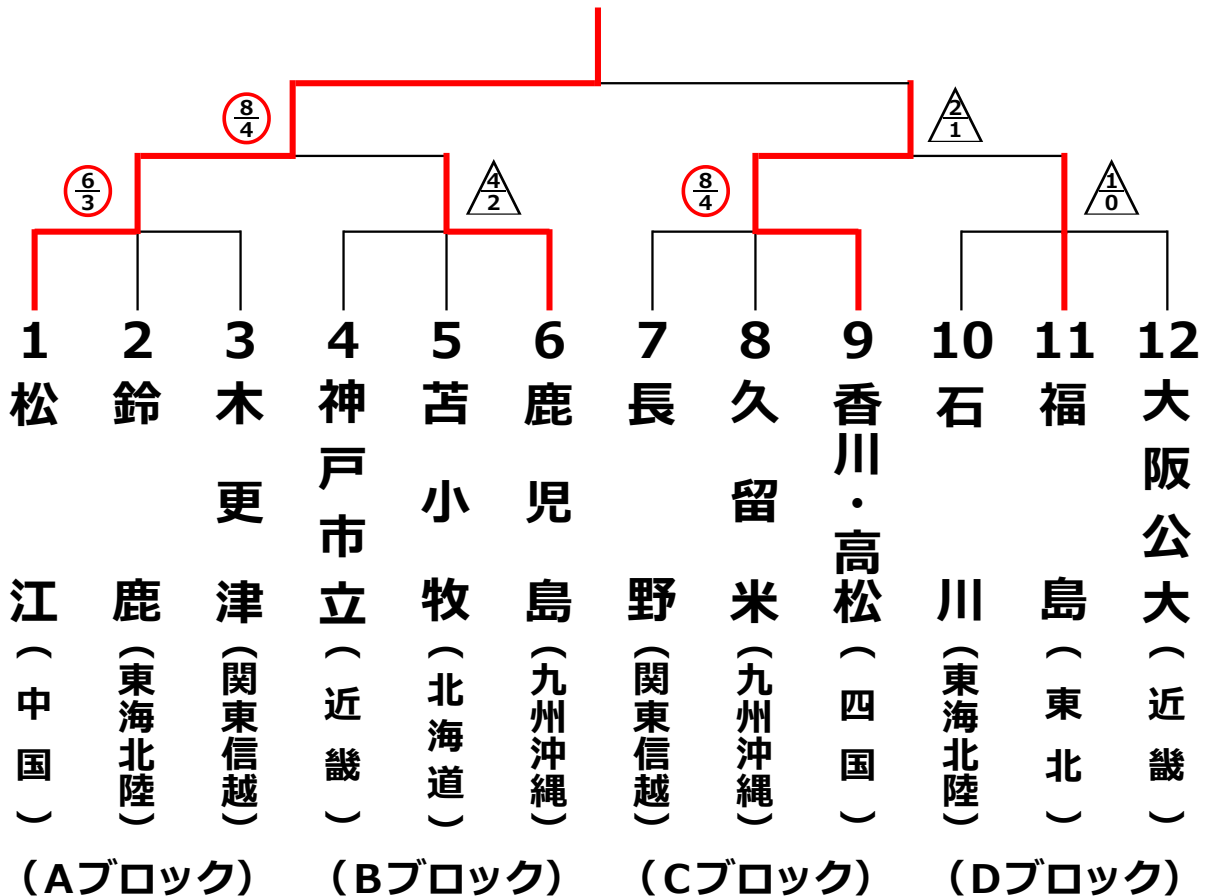 8
4
2
1
6
3
4
2
8
4
1
0
1 2 3 4 5 6 7 8 9 10 11 12
松江(中国)
鈴鹿(東海北陸)
木更津(関東信越)
神戸市立(近畿)
苫小牧(北海道)
鹿児島(九州沖縄)
長野(関東信越)
久留米(九州沖縄)
香川・高松(四国)
石川(東海北陸)
福島(東北)
大阪公大(近畿)
(Aブロック) (Bブロック) (Cブロック) (Dブロック)